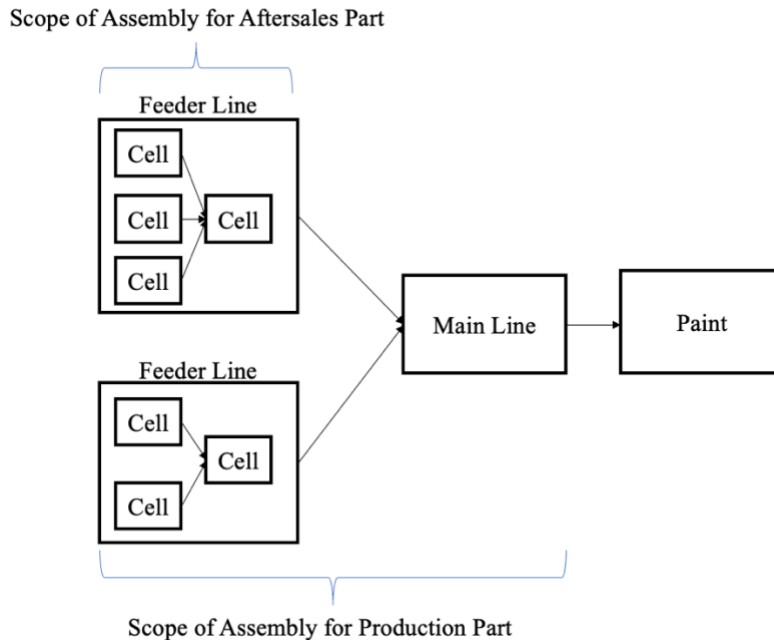 Scope of Assembly for Aftersales Part
Feeder Line
Cell
Cell
Cell
Cell
Main Line
Paint
Feeder Line
Cell
Cell
Cell
Scope of Assembly for Production Part